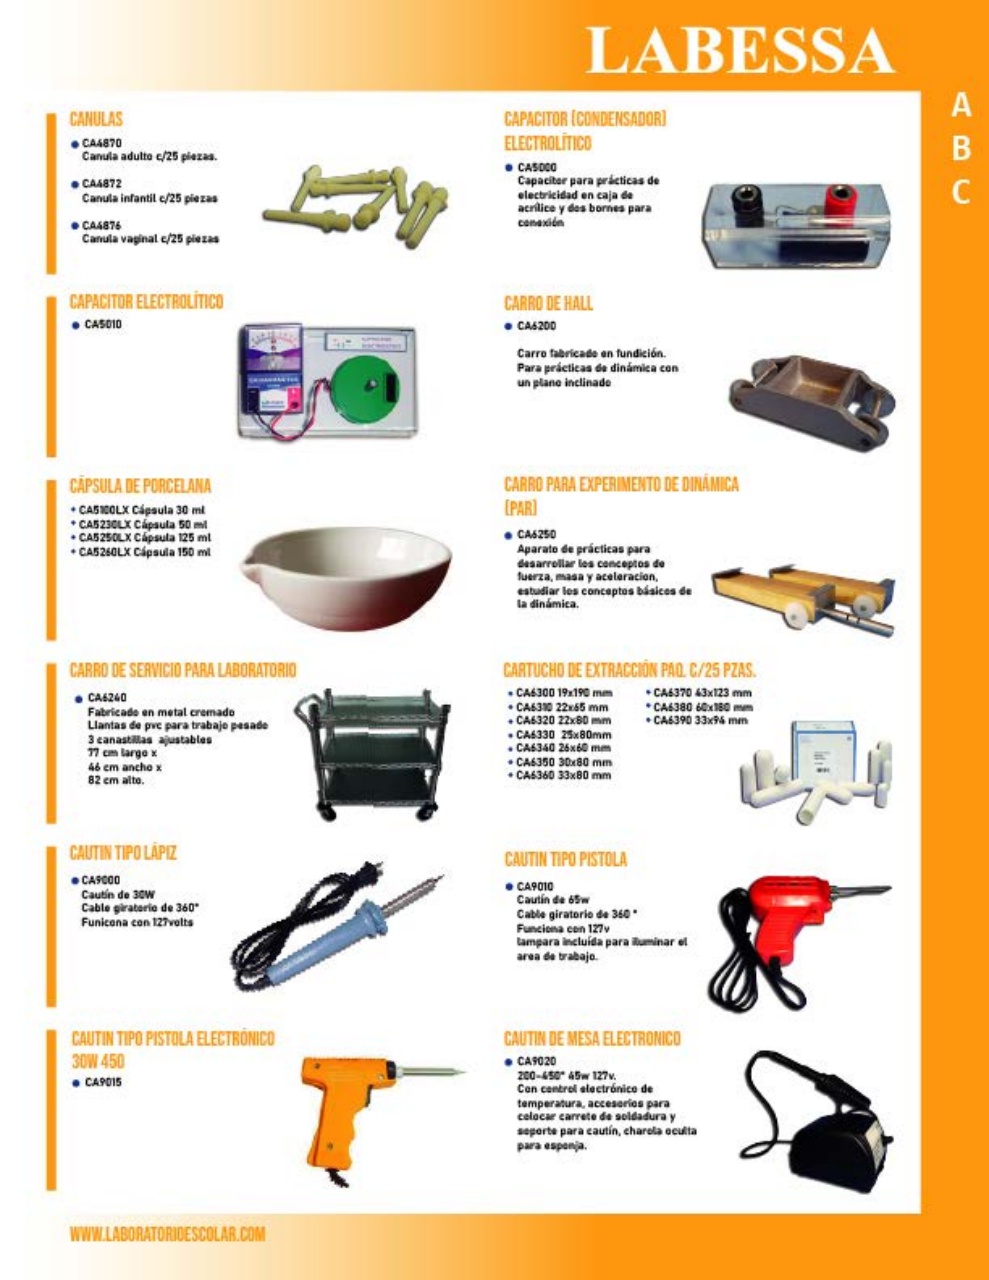 LABESSA
A
B
C
CANULAS
CA4870
Canula adulto c/25 piezas.
CA4872
Canula infantil c/25 piezas
CA4876
Canula vaginal c/25 piezas
CAPACITOR (CONDENSADOR)
ELECTROLÍTICO
CA5000
Capacitor para prácticas de
electricidad en caja de
acrílico y dos bornes para
conexión
CAPACITOR ELECTROLÍTICO
CA5010
CARRO DE HALL
CA6200
Carro fabricado en fundición.
Para prácticas de dinámica con
un plano inclinado
CÁPSULA DE PORCELANA
CA5100LX Cápsula 30 ml
CA5230LX Cápsula 50 ml
CA5250LX Cápsula 125 ml
CA5260LX Cápsula 150 ml
CARRO PARA EXPERIMENTO DE DINÁMICA
(PAR)
CA6250
Aparato de prácticas para
desarrollar los conceptos de
fuerza, masa y aceleracion,
estudiar los conceptos básicos de
la dinámica.
CARRO DE SERVICIO PARA LABORATORIO
CA6240
Fabricado en metal cromado
Llantas de pvc para trabajo pesado
3 canastillas ajustables
77 cm largo x
46 cm ancho x
82 cm alto.
CARTUCHO DE EXTRACCIÓN PAQ. C/25 PZAS.
CA6300 19x190 mm
CA6310 22x65 mm
CA6320 22x80 mm
CA6330 25x80mm
CA6340 26x60 mm
CA6350 30x80 mm
CA6360 33x80 mm
CA6370 43x123 mm
CA6380 60x180 mm
CA6390 33x94 mm
CAUTIN TIPO LÁPIZ
CA9000
Cautín de 30W
Cable giratorio de 360°
Funicona con 127volts
CAUTIN TIPO PISTOLA
CA9010
Cautín de 65w
Cable giratorio de 360 °
Funciona con 127v
lampara incluída para iluminar el
area de trabajo.
CAUTIN TIPO PISTOLA ELECTRÓNICO
30W 450
CA9015
CAUTIN DE MESA ELECTRONICO
CA9020
200-450° 45w 127v.
Con control electrónico de
temperatura, accesorios para
colocar carrete de soldadura y
soporte para cautín, charola oculta
para esponja.
WWW.LABORATORIOESCOLAR.COM